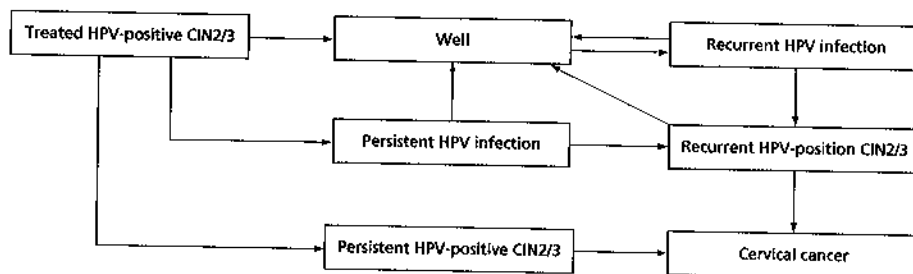 Treated HPV-positive CIN2/3
Well
Recurrent HPV infection
Persistent HPV infection
Recurrent HPV-position CIN2/3
Persistent HPV-positive CIN2/3
Cervical cancer